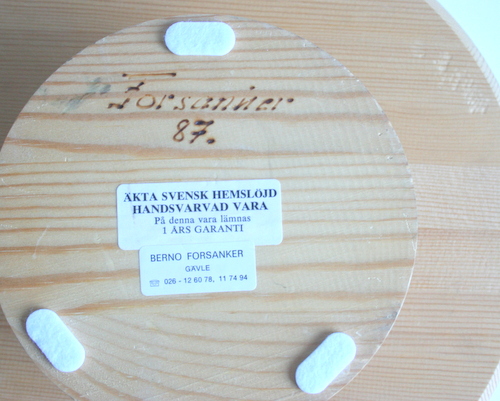 Forsanker
87.
ÄKTA SVENSK HEMSLÖJD
HANDSVARVAD VARA
På denna vara lämnas
1 ÅRS GARANTI
BERNO FORSANKER
GÄVLE
026 - 12 60 78, 11 74 94